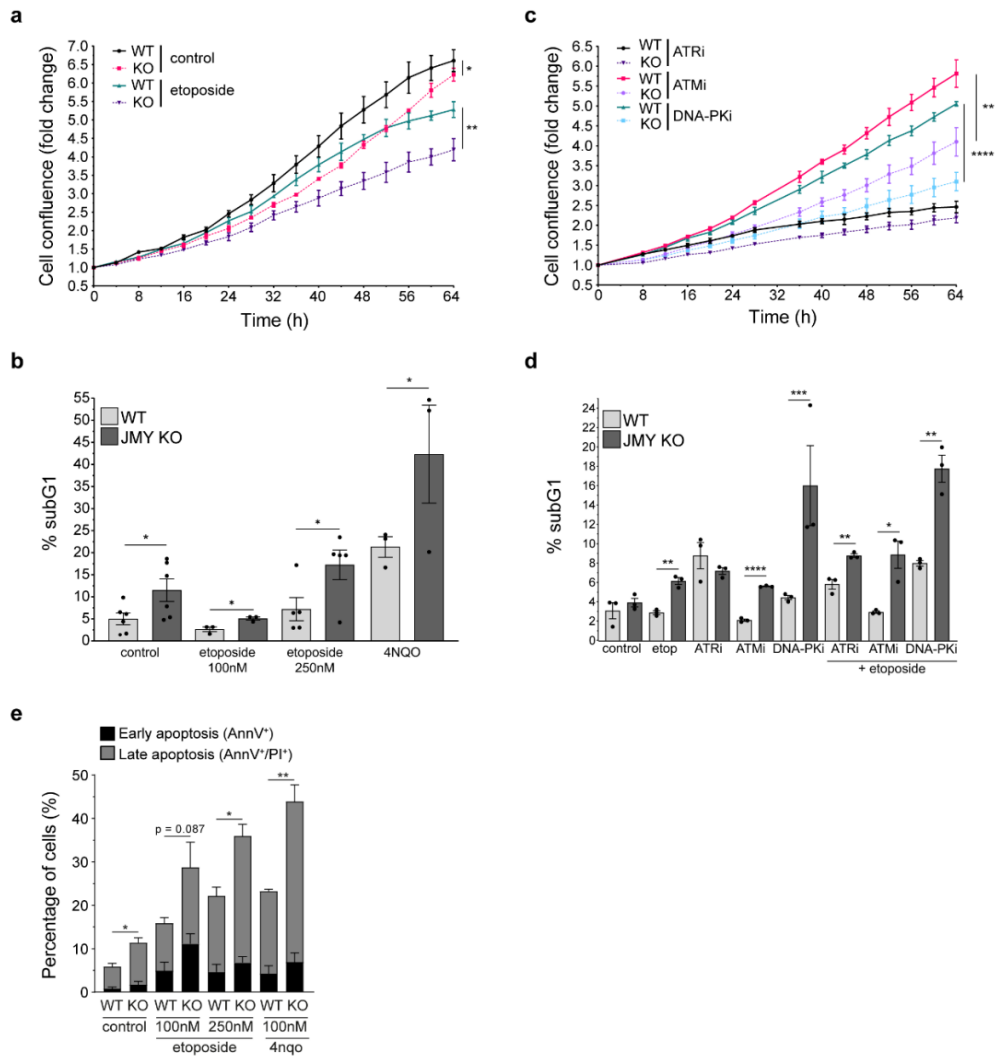 a
Cell confluence (fold change)
7.0
6.5
6.0
5.5
5.0
4.5
4.0
3.5
3.0
2.5
2.0
1.5
1.0
0.5
WT
KO
control
WT
KO
etoposide
*
**
0 8 16 24 32 40 48 56 64
Time (h)
c
Cell confluence (fold change)
6.5
6.0
5.5
5.0
4.5
4.0
3.5
3.0
2.5
2.0
1.5
1.0
0.5
WT
KO
ATRi
WT
KO
ATMi
WT
KO
DNA-PKi
**
****
0 8 16 24 32 40 48 56 64
Time (h)
b
% subG1
55
50
45
40
35
30
25
20
15
10
5
0
WT
JMY KO
* * * *
control etoposide 100nM etoposide 250nM 4NQO
d
% subG1
24
22
20
18
16
14
12
10
8
6
4
2
0
WT
JMY KO
** **** *** ** * **
control etop ATRi ATMi DNA-PKi ATRi ATMi DNA-PKi
+ etoposide
e
Early apoptosis (AnnV⁺)
Late apoptosis (AnnV⁺/PI⁺)
Percentage of cells (%)
50
40
30
20
10
0
* p = 0.087 * **
WT KO WT KO WT KO WT KO
control 100nM 250nM 100nM
etoposide 4nqo